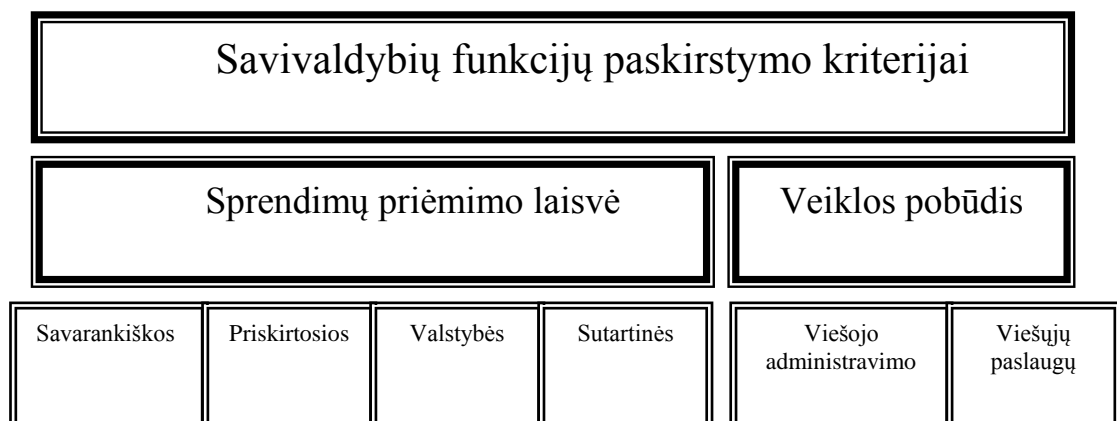 Savivaldybių funkcijų paskirstymo kriterijai
Sprendimų priėmimo laisvė
Veiklos pobūdis
Savarankiškos
Priskirtosios
Valstybės
Sutartinės
Viešojo
administravimo
Viešųjų
paslaugų